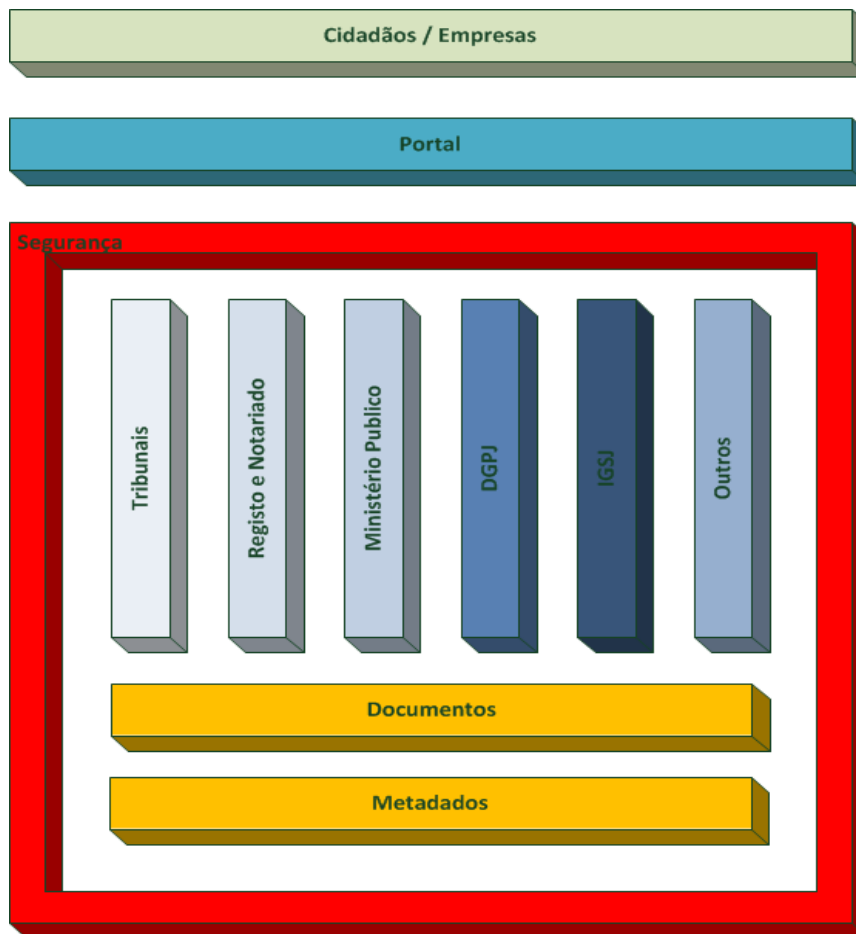 Cidadãos / Empresas
Portal
Segurança
Tribunais
Registo e Notariado
Ministério Publico
DGPJ
IGSJ
Outros
Documentos
Metadados